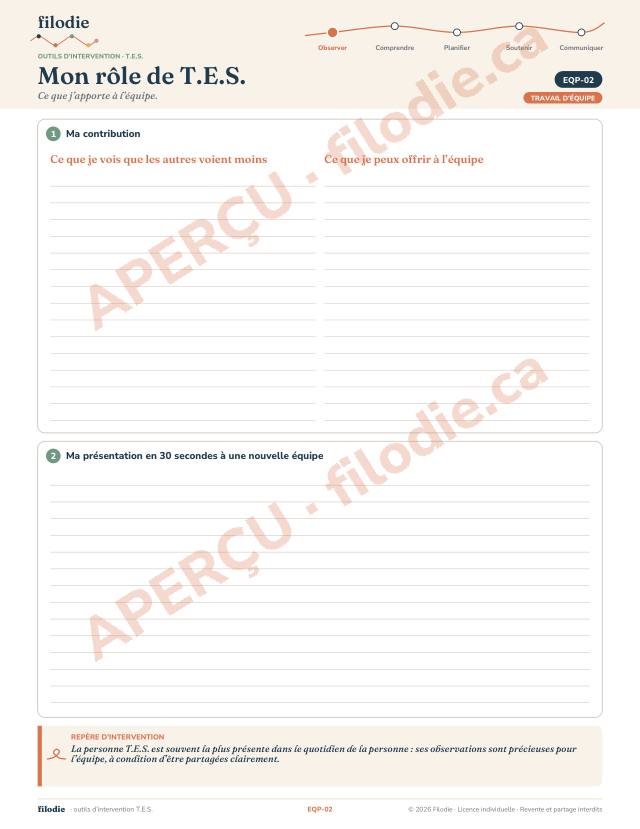 filodie
OUTILS D'INTERVENTION · T.E.S.
Mon rôle de T.E.S.
Ce que j'apporte à l'équipe.
Observer
Comprendre
Planifier
Soutenir
Communiquer
EQP-02
TRAVAIL D'ÉQUIPE
1 Ma contribution
Ce que je vois que les autres voient moins
Ce que je peux offrir à l'équipe
APERÇU · filodie.ca
2 Ma présentation en 30 secondes à une nouvelle équipe
APERÇU · filodie.ca
REPÈRE D'INTERVENTION
La personne T.E.S. est souvent la plus présente dans le quotidien de la personne : ses observations sont précieuses pour
l'équipe, à condition d'être partagées clairement.
filodie · outils d'intervention T.E.S.
EQP-02
© 2026 Filodie · Licence individuelle · Revente et partage interdits